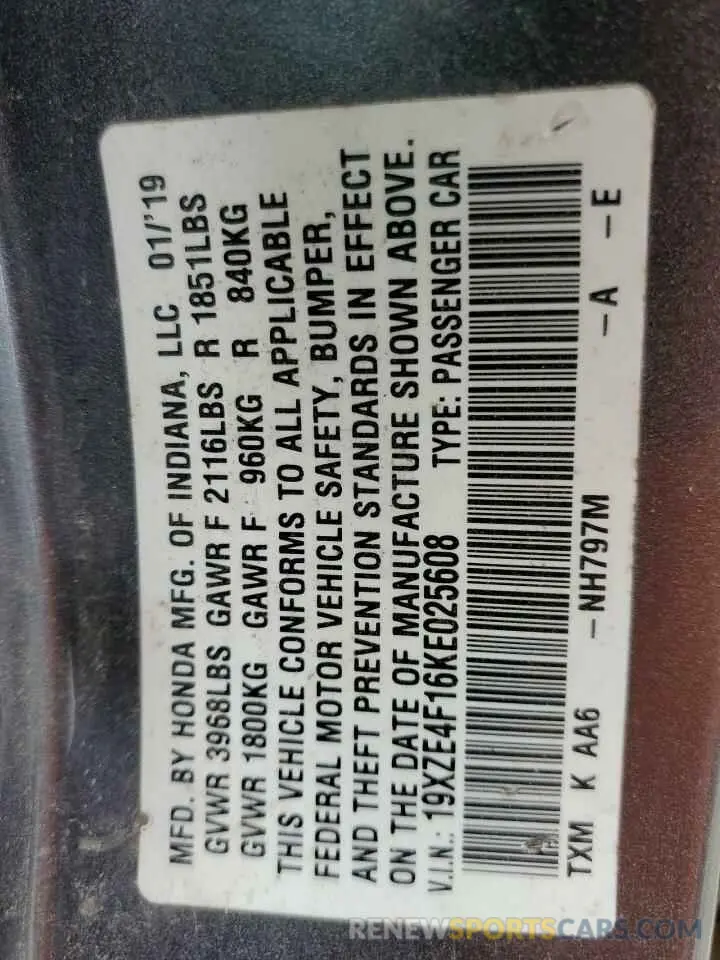 MFD. BY HONDA MFG. OF INDIANA, LLC 01/'19
GVWR 3968LBS GAWR F 2116LBS R 1851LBS
GVWR 1800KG GAWR F 960KG R 840KG
THIS VEHICLE CONFORMS TO ALL APPLICABLE
FEDERAL MOTOR VEHICLE SAFETY, BUMPER,
AND THEFT PREVENTION STANDARDS IN EFFECT
ON THE DATE OF MANUFACTURE SHOWN ABOVE.
V.I.N.: 19XZE4F16KE025608 TYPE: PASSENGER CAR
TXM K AA6 – NH797M –A –E
RENEWSPORTSCARS.COM